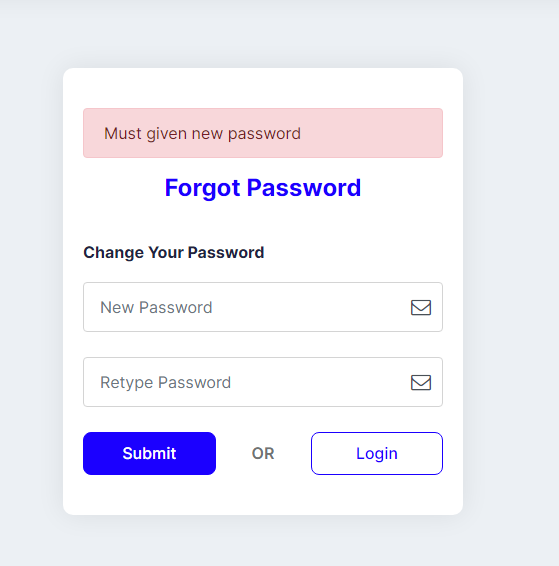 Must given new password
Forgot Password
Change Your Password
New Password
Retype Password
Submit OR Login